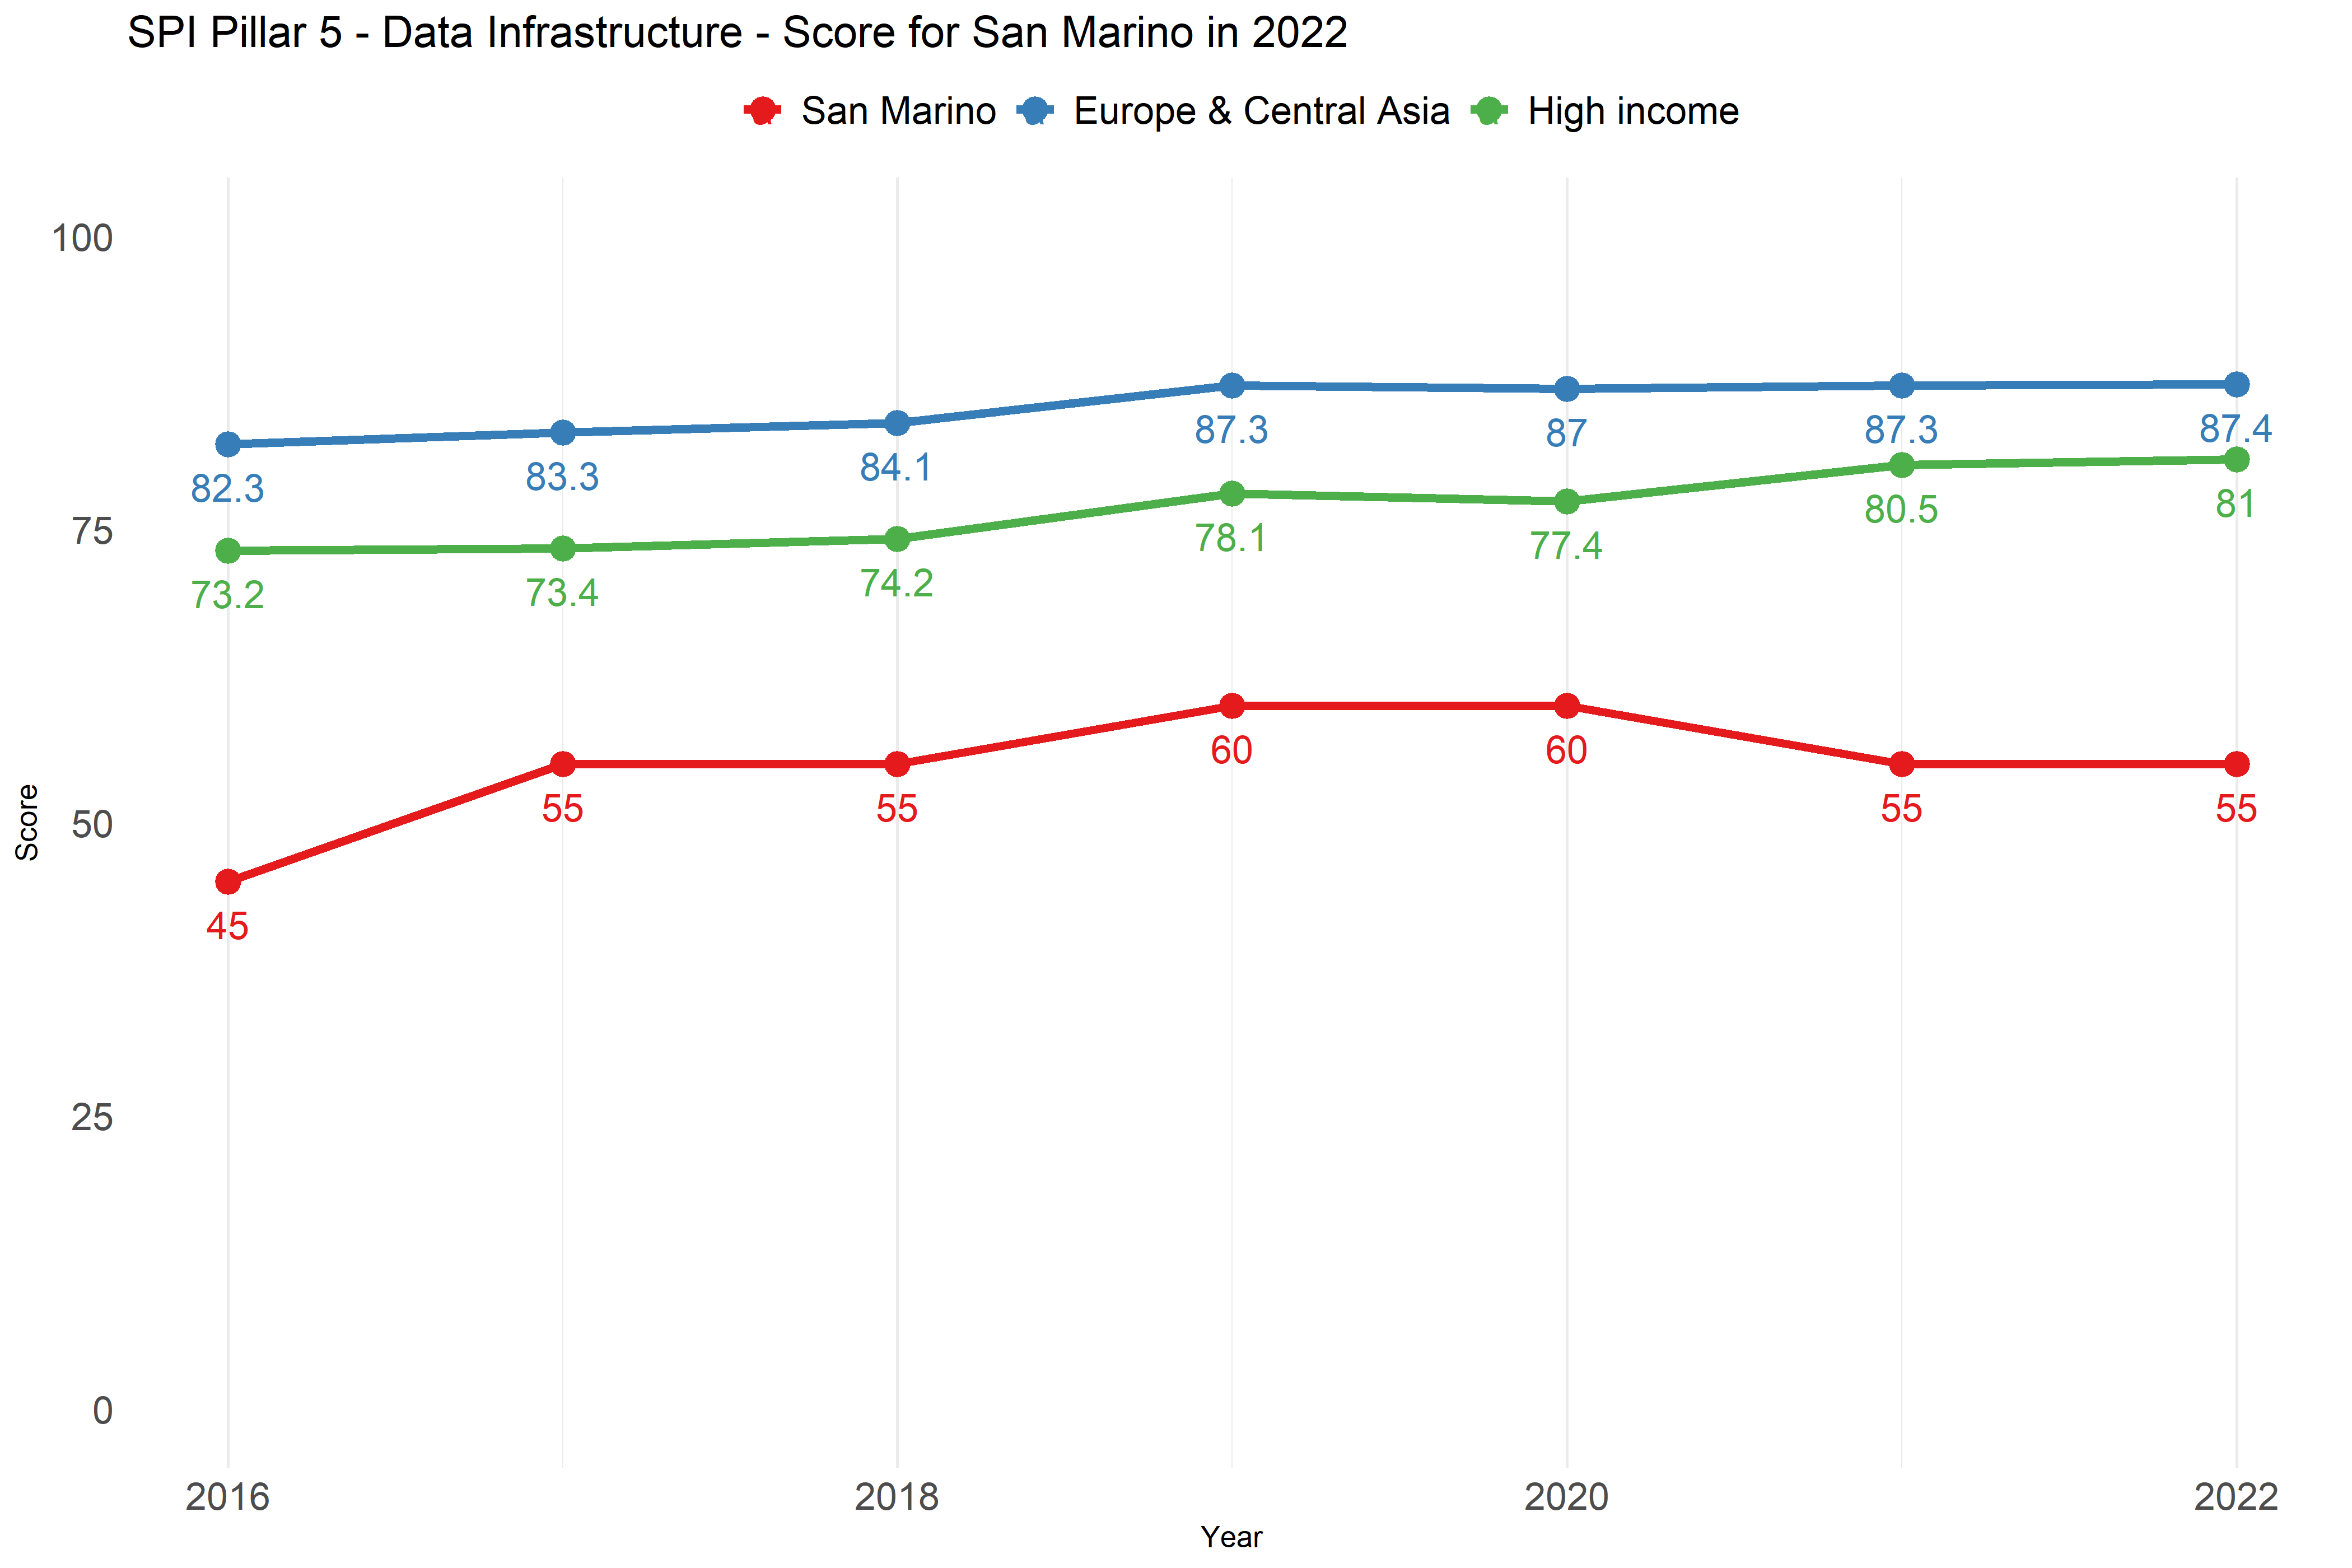 SPI Pillar 5 - Data Infrastructure - Score for San Marino in 2022
San Marino Europe & Central Asia High income
100
75
50
25
0
Score
82.3 83.3 84.1 87.3 87 87.3 87.4
73.2 73.4 74.2 78.1 77.4 80.5 81
45 55 55 60 60 55 55
2016 2018 2020 2022
Year